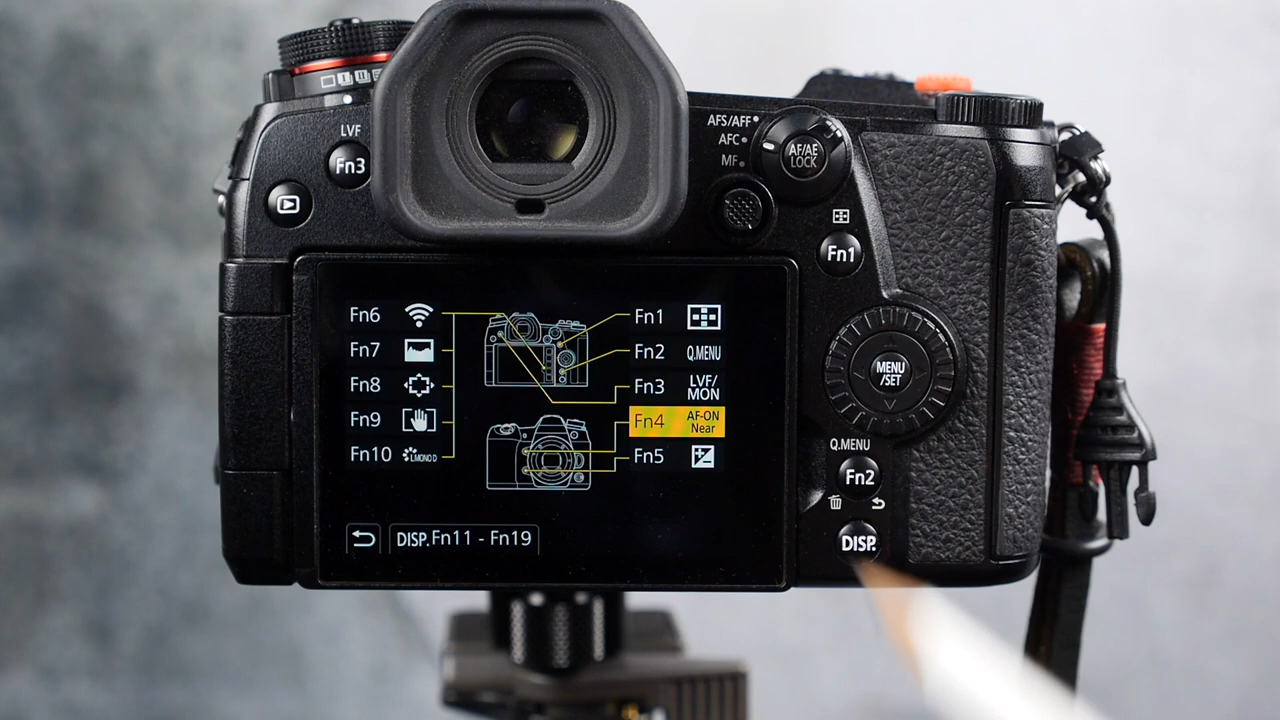 LVF
Fn3
AFS/AFF
AFC
MF
AF/AE
LOCK
Fn1
MENU
/SET
Q.MENU
Fn2
DISP.
Fn6
Fn7
Fn8
Fn9
Fn10 MONO D
Fn1
Fn2 Q.MENU
Fn3 LVF/
MON
Fn4 AF-ON
Near
Fn5
DISP.Fn11 - Fn19